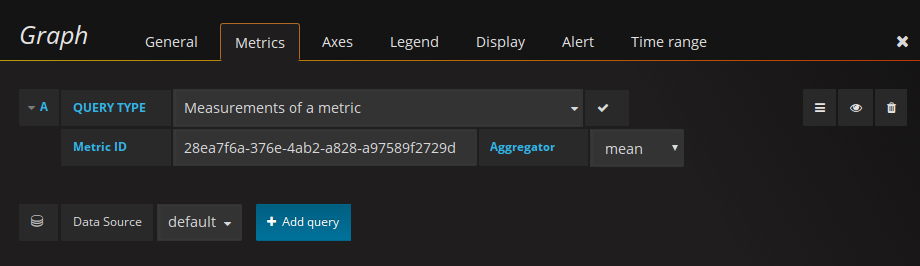 Graph General Metrics Axes Legend Display Alert Time range
A QUERY TYPE Measurements of a metric
Metric ID 28ea7f6a-376e-4ab2-a828-a97589f2729d Aggregator mean
Data Source default + Add query